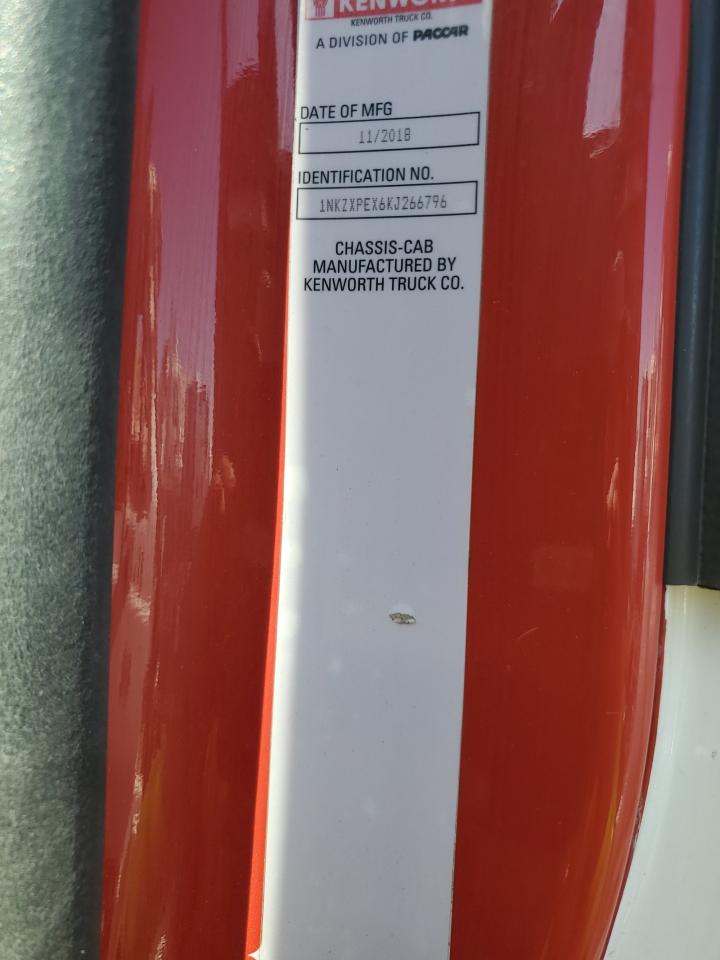 KENWORTH
KENWORTH TRUCK CO.
A DIVISION OF PACCAR
DATE OF MFG
11/2018
IDENTIFICATION NO.
1NKZXPEX6KJ266796
CHASSIS-CAB
MANUFACTURED BY
KENWORTH TRUCK CO.